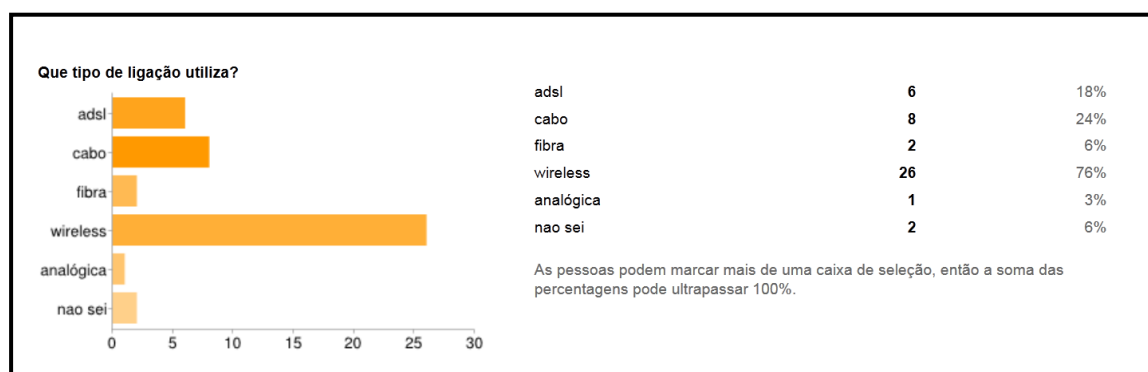 Que tipo de ligação utiliza?
adsl
cabo
fibra
wireless
analógica
nao sei
0 5 10 15 20 25 30
adsl 6 18%
cabo 8 24%
fibra 2 6%
wireless 26 76%
analógica 1 3%
nao sei 2 6%
As pessoas podem marcar mais de uma caixa de seleção, então a soma das
percentagens pode ultrapassar 100%.